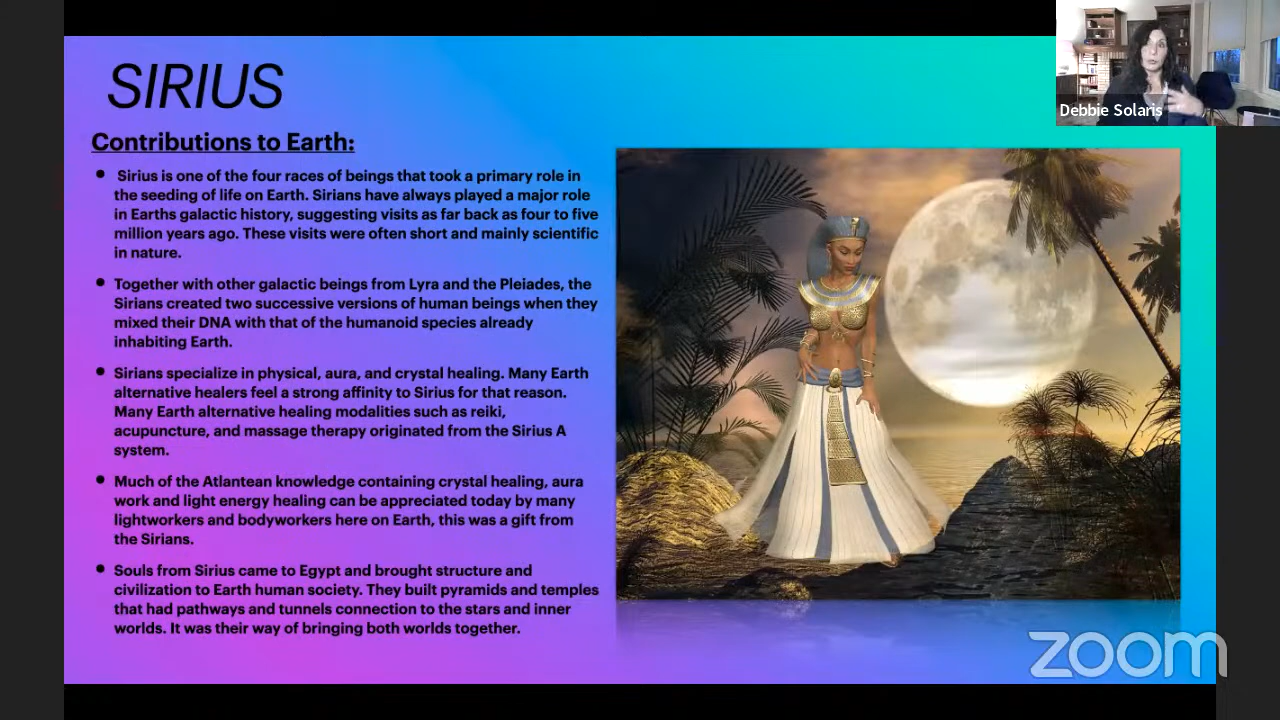 SIRIUS
Debbie Solaris
Contributions to Earth:
• Sirius is one of the four races of beings that took a primary role in
the seeding of life on Earth. Sirians have always played a major role
in Earths galactic history, suggesting visits as far back as four to five
million years ago. These visits were often short and mainly scientific
in nature.
• Together with other galactic beings from Lyra and the Pleiades, the
Sirians created two successive versions of human beings when they
mixed their DNA with that of the humanoid species already
inhabiting Earth.
• Sirians specialize in physical, aura, and crystal healing. Many Earth
alternative healers feel a strong affinity to Sirius for that reason.
Many Earth alternative healing modalities such as reiki,
acupuncture, and massage therapy originated from the Sirius A
system.
• Much of the Atlantean knowledge containing crystal healing, aura
work and light energy healing can be appreciated today by many
lightworkers and bodyworkers here on Earth, this was a gift from
the Sirians.
• Souls from Sirius came to Egypt and brought structure and
civilization to Earth human society. They built pyramids and temples
that had pathways and tunnels connection to the stars and inner
worlds. It was their way of bringing both worlds together.
zoom